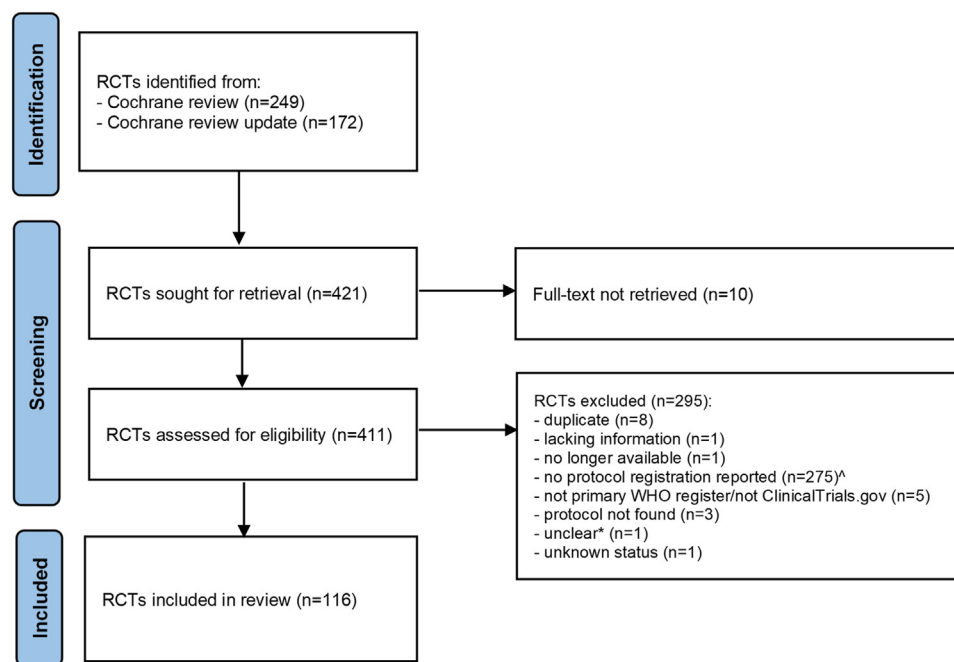 Identification
RCTs identified from:
- Cochrane review (n=249)
- Cochrane review update (n=172)
Screening
RCTs sought for retrieval (n=421)
Full-text not retrieved (n=10)
RCTs assessed for eligibility (n=411)
RCTs excluded (n=295):
- duplicate (n=8)
- lacking information (n=1)
- no longer available (n=1)
- no protocol registration reported (n=275)^
- not primary WHO register/not ClinicalTrials.gov (n=5)
- protocol not found (n=3)
- unclear* (n=1)
- unknown status (n=1)
Included
RCTs included in review (n=116)